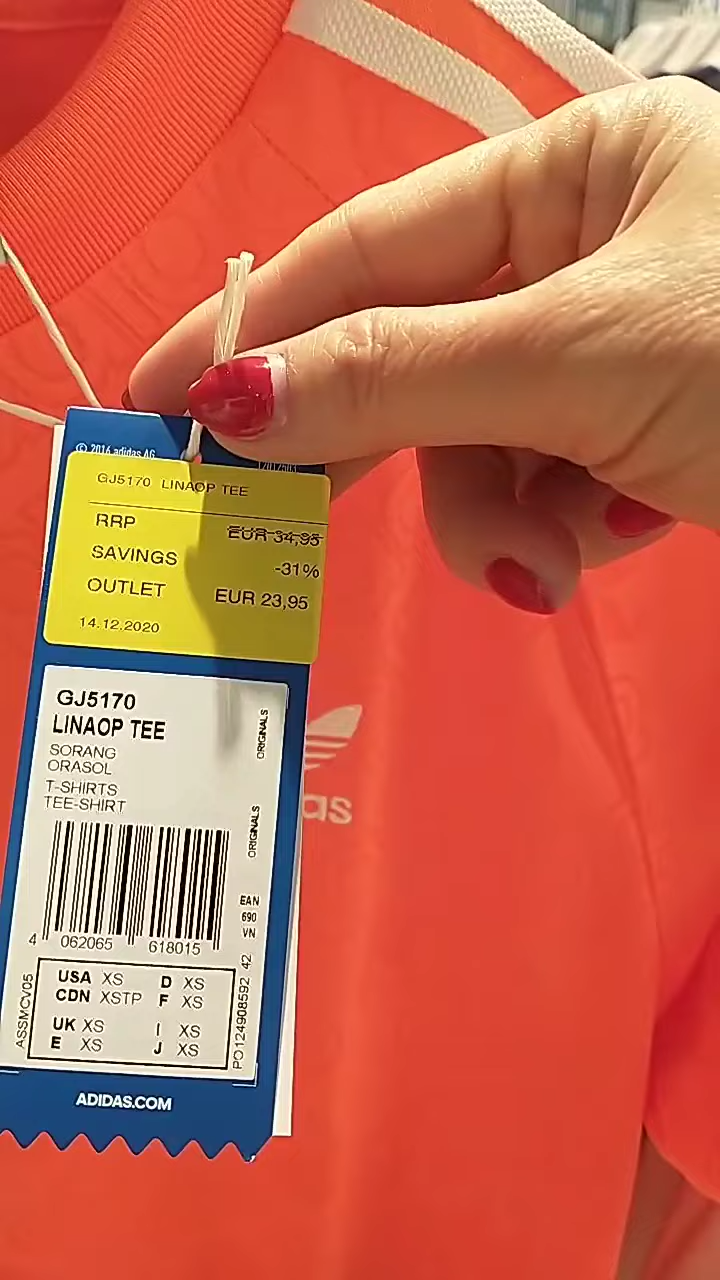 © 2014 adidas AG
GJ5170 LINAOP TEE
RRP EUR 34,95
SAVINGS -31%
OUTLET EUR 23,95
14.12.2020
GJ5170
LINAOP TEE
SORANG
ORASOL
T-SHIRTS
TEE-SHIRT
ORIGINALS
ORIGINALS
EAN
690
VN
4 062065 618015
USA XS D XS
CDN XSTP F XS
UK XS I XS
E XS J XS
ASSMCV05
PO124908592 42
ADIDAS.COM
as